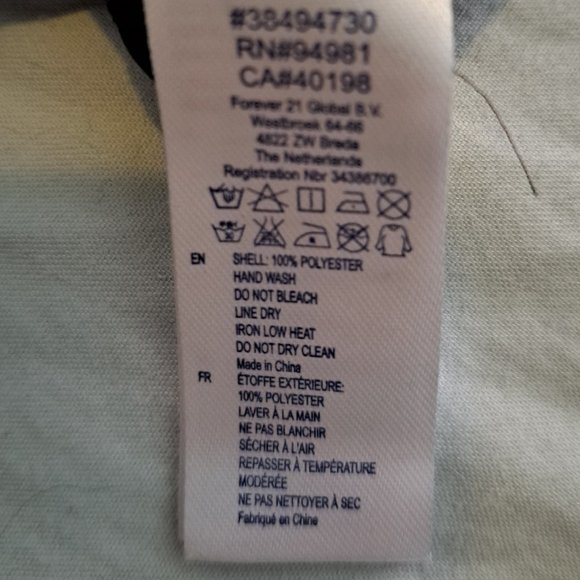 #38494730
RN#94981
CA#40198
Forever 21 Global B.V.
Westbroek 64-66
4822 ZW Breda
The Netherlands
Registration Nbr 34386700
30
EN SHELL: 100% POLYESTER
HAND WASH
DO NOT BLEACH
LINE DRY
IRON LOW HEAT
DO NOT DRY CLEAN
Made in China
FR ÉTOFFE EXTÉRIEURE:
100% POLYESTER
LAVER À LA MAIN
NE PAS BLANCHIR
SÉCHER À L'AIR
REPASSER À TEMPÉRATURE
MODÉRÉE
NE PAS NETTOYER À SEC
Fabriqué en Chine